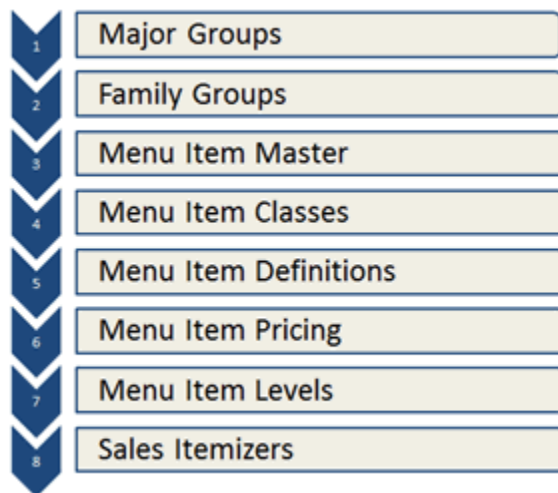 1 Major Groups
2 Family Groups
3 Menu Item Master
4 Menu Item Classes
5 Menu Item Definitions
6 Menu Item Pricing
7 Menu Item Levels
8 Sales Itemizers